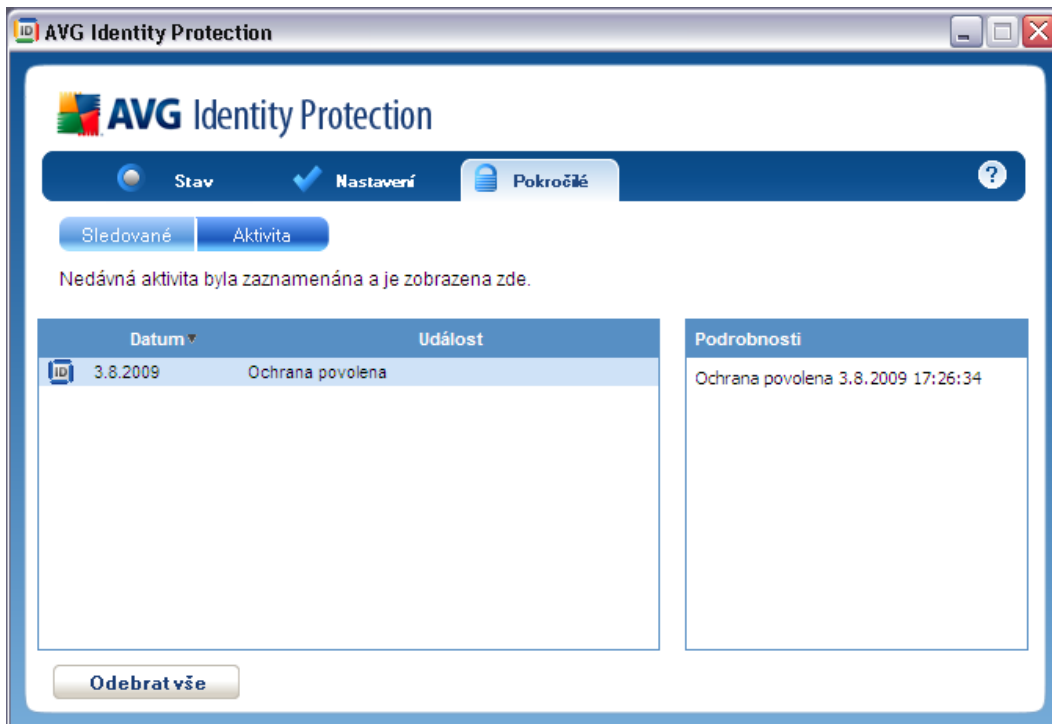 AVG Identity Protection
AVG Identity Protection
Stav Nastavení Pokročilé ?
Sledované Aktivita
Nedávná aktivita byla zaznamenána a je zobrazena zde.
Datum Událost Podrobnosti
ID 3.8.2009 Ochrana povolena
Ochrana povolena 3.8.2009 17:26:34
Odebrat vše